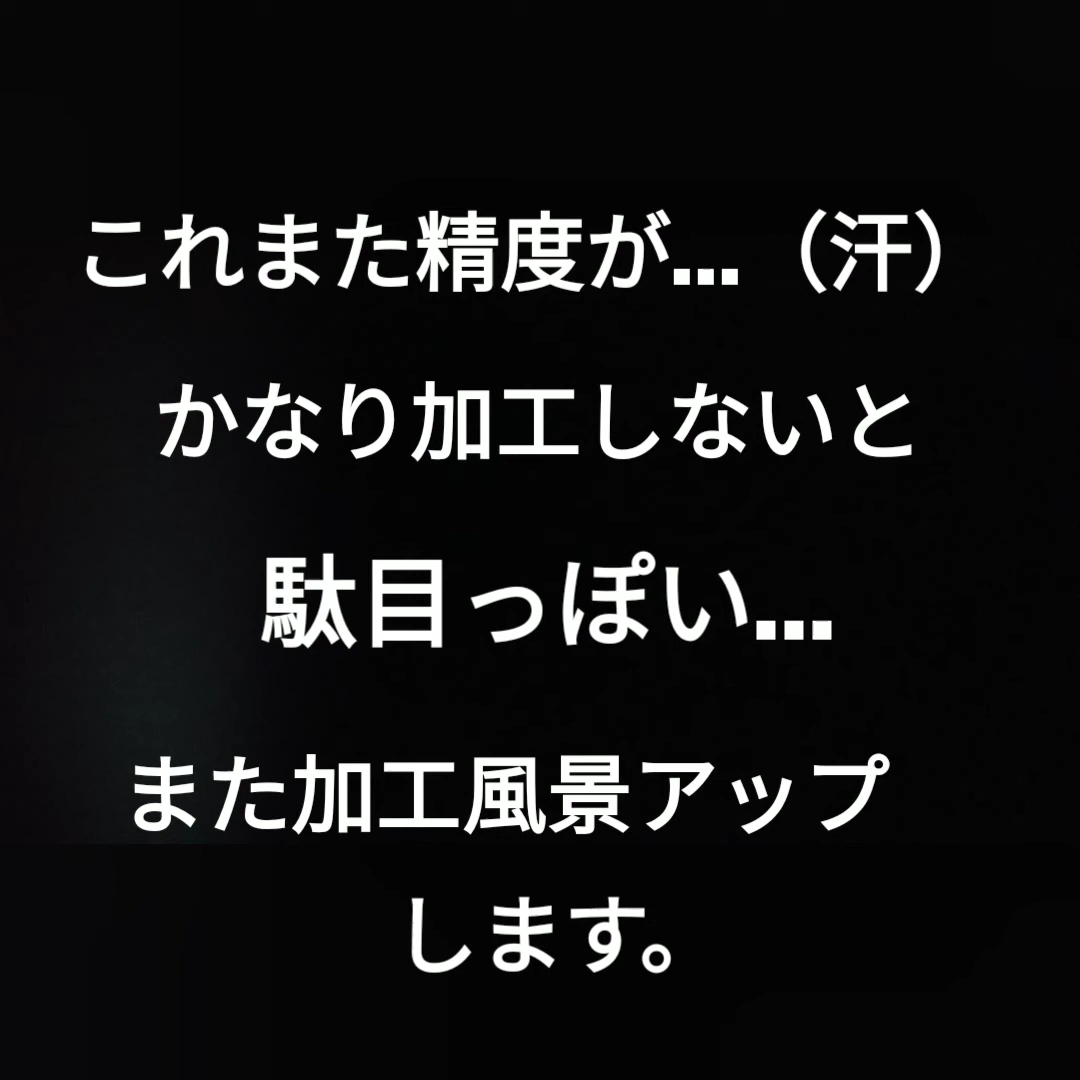 これまた精度が...（汗）
かなり加工しないと
駄目っぽい...
また加工風景アップ
します。